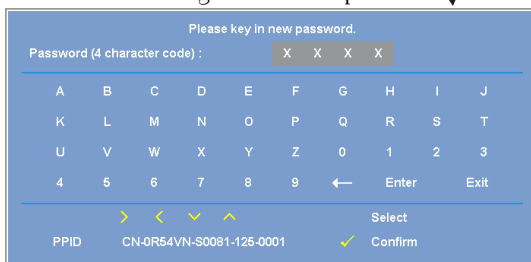 Please key in new password.
Password (4 character code) : X X X X
A B C D E F G H I J
K L M N O P Q R S T
U V W X Y Z 0 1 2 3
4 5 6 7 8 9 ← Enter Exit
> < ∨ ∧ Select
PPID CN-0R54VN-S0081-125-0001 ✓ Confirm